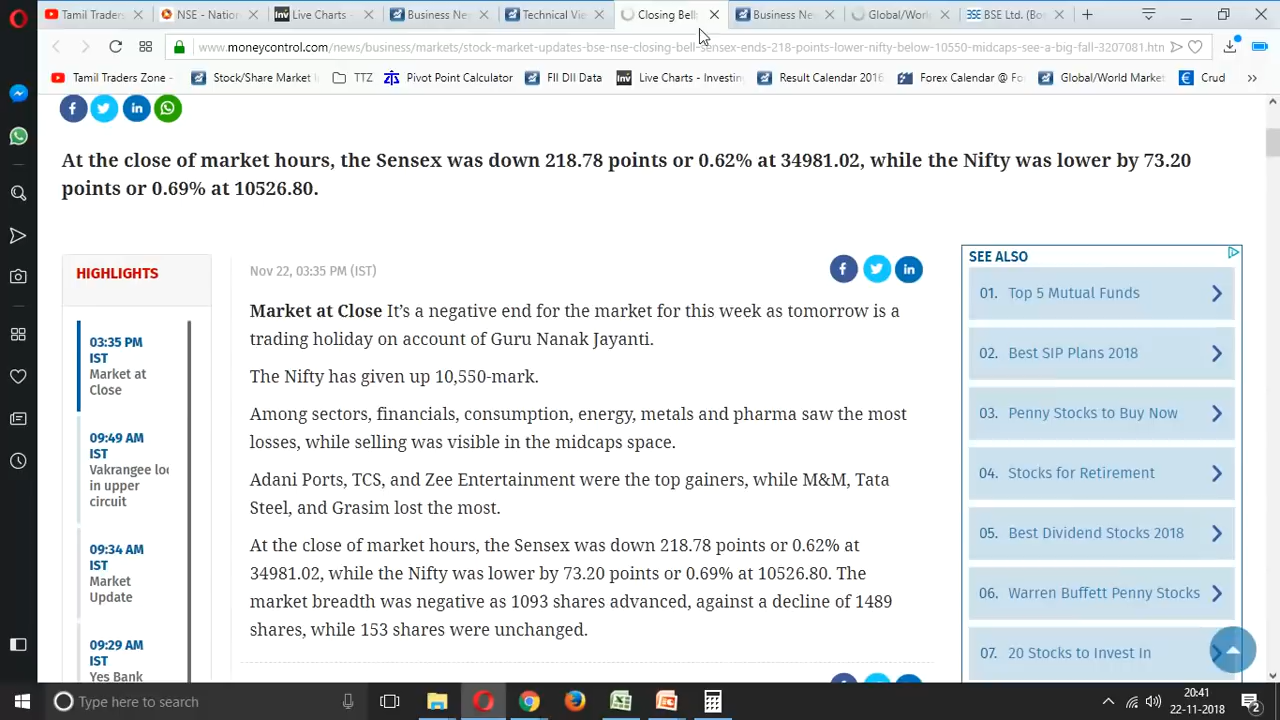 Tamil Traders
NSE - Nation
Live Charts -
Business Ne
Technical Vie
Closing Bell
Business Ne
Global/Worl
BSE Ltd. (Bo
www.moneycontrol.com/news/business/markets/stock-market-updates-bse-nse-closing-bell-sensex-ends-218-points-lower-nifty-below-10550-midcaps-see-a-big-fall-3207081.htm
Tamil Traders Zone -
Stock/Share Market
TTZ
Pivot Point Calculator
FII DII Data
Live Charts - Investing
Result Calendar 2016
Forex Calendar @ Fo
Global/World Market
Crud
At the close of market hours, the Sensex was down 218.78 points or 0.62% at 34981.02, while the Nifty was lower by 73.20
points or 0.69% at 10526.80.
HIGHLIGHTS
03:35 PM
IST
Market at
Close
09:49 AM
IST
Vakrangee loc
in upper
circuit
09:34 AM
IST
Market
Update
09:29 AM
IST
Yes Bank
Nov 22, 03:35 PM (IST)
Market at Close It’s a negative end for the market for this week as tomorrow is a
trading holiday on account of Guru Nanak Jayanti.
The Nifty has given up 10,550-mark.
Among sectors, financials, consumption, energy, metals and pharma saw the most
losses, while selling was visible in the midcaps space.
Adani Ports, TCS, and Zee Entertainment were the top gainers, while M&M, Tata
Steel, and Grasim lost the most.
At the close of market hours, the Sensex was down 218.78 points or 0.62% at
34981.02, while the Nifty was lower by 73.20 points or 0.69% at 10526.80. The
market breadth was negative as 1093 shares advanced, against a decline of 1489
shares, while 153 shares were unchanged.
SEE ALSO
01. Top 5 Mutual Funds
02. Best SIP Plans 2018
03. Penny Stocks to Buy Now
04. Stocks for Retirement
05. Best Dividend Stocks 2018
06. Warren Buffett Penny Stocks
07. 20 Stocks to Invest In
Type here to search
20:41
22-11-2018
2